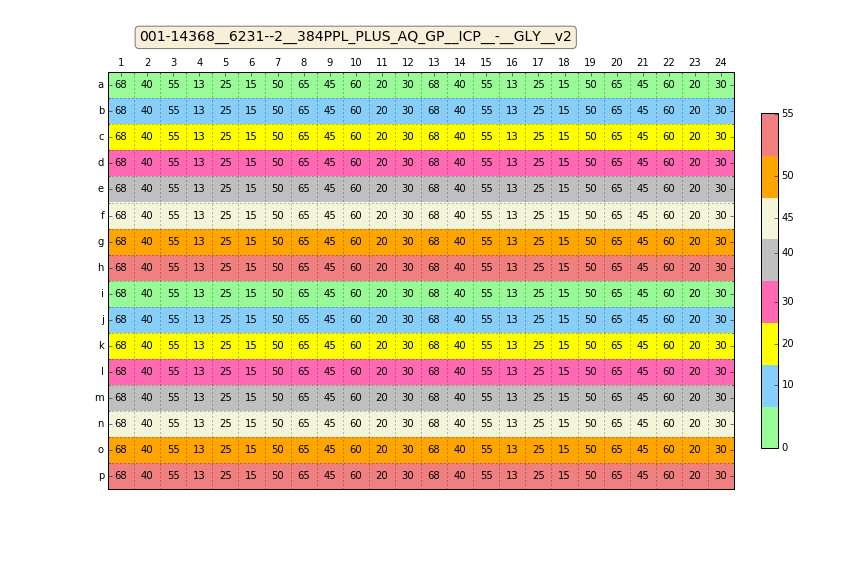 001-14368__6231--2__384PPL_PLUS_AQ_GP__ICP__-__GLY__v2
1 2 3 4 5 6 7 8 9 10 11 12 13 14 15 16 17 18 19 20 21 22 23 24
a 68 40 55 13 25 15 50 65 45 60 20 30 68 40 55 13 25 15 50 65 45 60 20 30
b 68 40 55 13 25 15 50 65 45 60 20 30 68 40 55 13 25 15 50 65 45 60 20 30
c 68 40 55 13 25 15 50 65 45 60 20 30 68 40 55 13 25 15 50 65 45 60 20 30
d 68 40 55 13 25 15 50 65 45 60 20 30 68 40 55 13 25 15 50 65 45 60 20 30
e 68 40 55 13 25 15 50 65 45 60 20 30 68 40 55 13 25 15 50 65 45 60 20 30
f 68 40 55 13 25 15 50 65 45 60 20 30 68 40 55 13 25 15 50 65 45 60 20 30
g 68 40 55 13 25 15 50 65 45 60 20 30 68 40 55 13 25 15 50 65 45 60 20 30
h 68 40 55 13 25 15 50 65 45 60 20 30 68 40 55 13 25 15 50 65 45 60 20 30
i 68 40 55 13 25 15 50 65 45 60 20 30 68 40 55 13 25 15 50 65 45 60 20 30
j 68 40 55 13 25 15 50 65 45 60 20 30 68 40 55 13 25 15 50 65 45 60 20 30
k 68 40 55 13 25 15 50 65 45 60 20 30 68 40 55 13 25 15 50 65 45 60 20 30
l 68 40 55 13 25 15 50 65 45 60 20 30 68 40 55 13 25 15 50 65 45 60 20 30
m 68 40 55 13 25 15 50 65 45 60 20 30 68 40 55 13 25 15 50 65 45 60 20 30
n 68 40 55 13 25 15 50 65 45 60 20 30 68 40 55 13 25 15 50 65 45 60 20 30
o 68 40 55 13 25 15 50 65 45 60 20 30 68 40 55 13 25 15 50 65 45 60 20 30
p 68 40 55 13 25 15 50 65 45 60 20 30 68 40 55 13 25 15 50 65 45 60 20 30
55
50
45
40
30
20
10
0